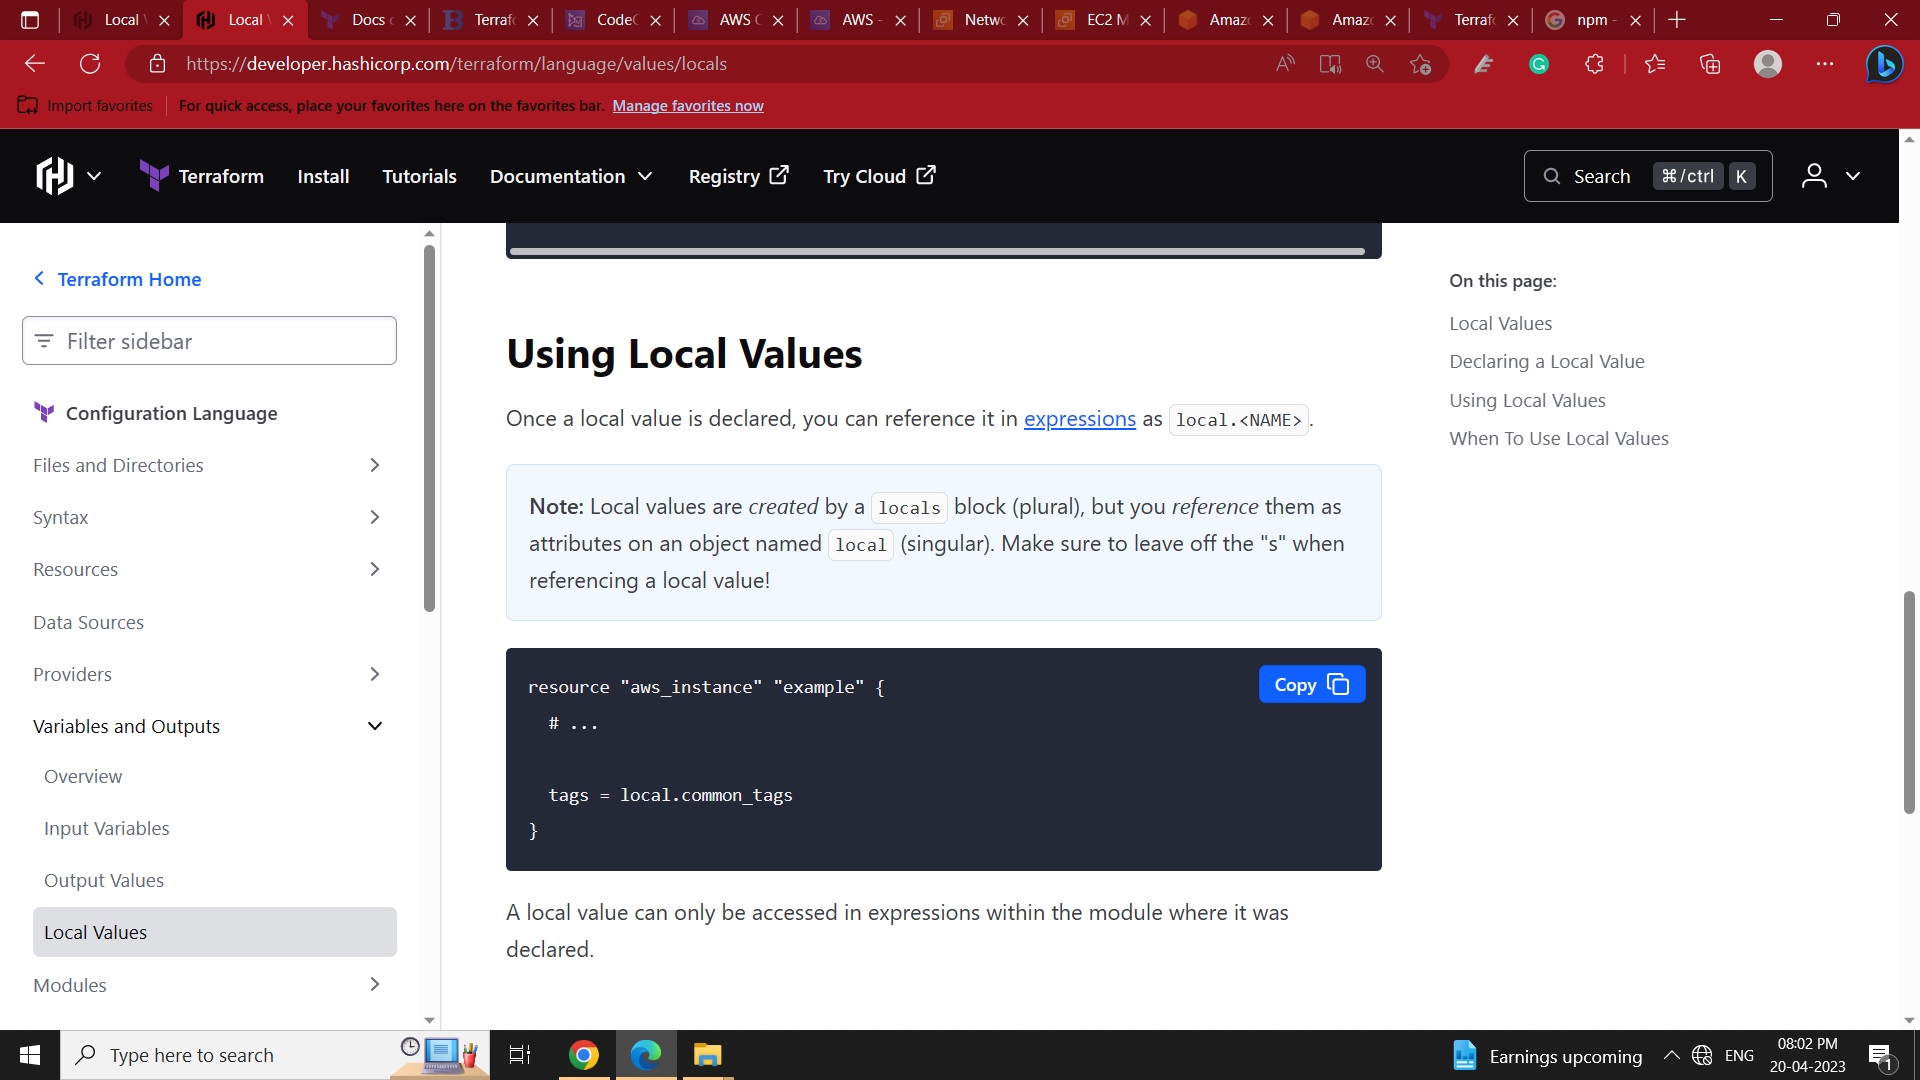 Local
Local
Docs
Terraf
Code
AWS
AWS -
Netwo
EC2 M
Amaz
Amaz
Terraf
npm -
https://developer.hashicorp.com/terraform/language/values/locals
Import favorites
For quick access, place your favorites here on the favorites bar. Manage favorites now
Terraform
Install
Tutorials
Documentation
Registry
Try Cloud
Search ⌘/ctrl K
Terraform Home
Filter sidebar
Configuration Language
Files and Directories
Syntax
Resources
Data Sources
Providers
Variables and Outputs
Overview
Input Variables
Output Values
Local Values
Modules
Using Local Values
Once a local value is declared, you can reference it in expressions as local.<NAME>.
Note: Local values are created by a locals block (plural), but you reference them as
attributes on an object named local (singular). Make sure to leave off the "s" when
referencing a local value!
Copy
resource "aws_instance" "example" {
# ...
tags = local.common_tags
}
A local value can only be accessed in expressions within the module where it was
declared.
On this page:
Local Values
Declaring a Local Value
Using Local Values
When To Use Local Values
Type here to search
Earnings upcoming
ENG
08:02 PM
20-04-2023
1